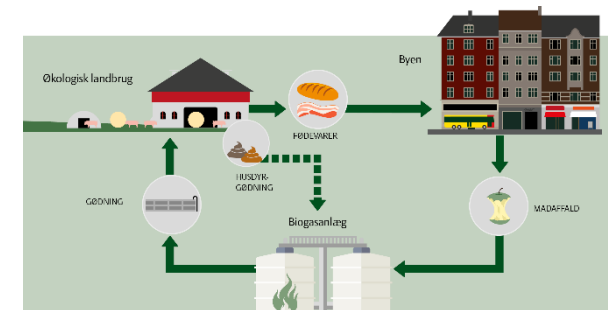 Økologisk landbrug
Byen
FØDEVARER
HUSDYR-
GØDNING
GØDNING
MADAFFALD
Biogasanlæg